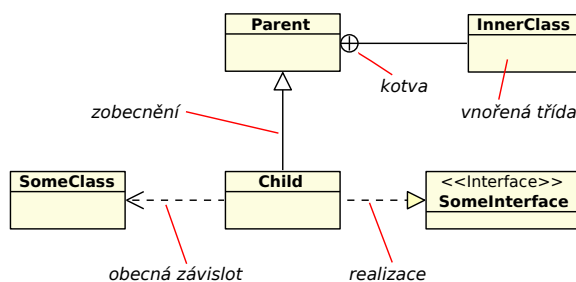 Parent
InnerClass
kotva
vnořená třída
zobecnění
SomeClass
Child
<<Interface>>
SomeInterface
obecná závislot
realizace